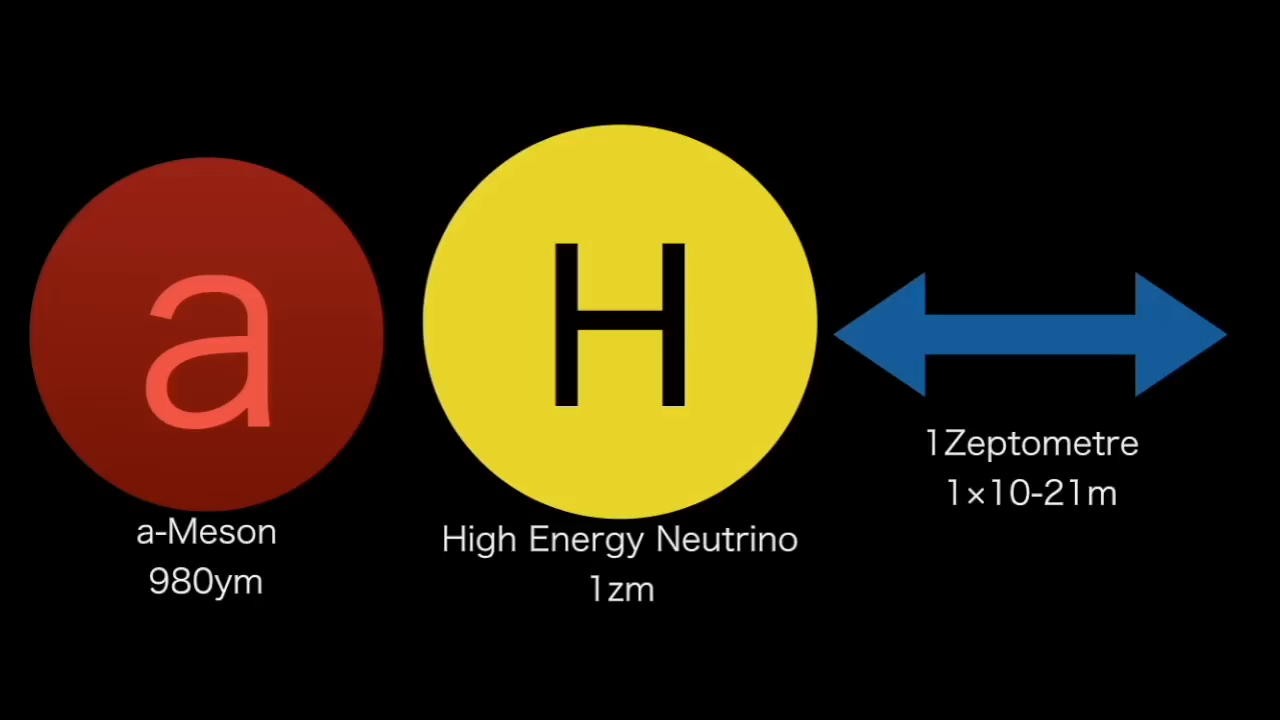 a
a-Meson
980ym
H
High Energy Neutrino
1zm
1Zeptometre
1×10-21m